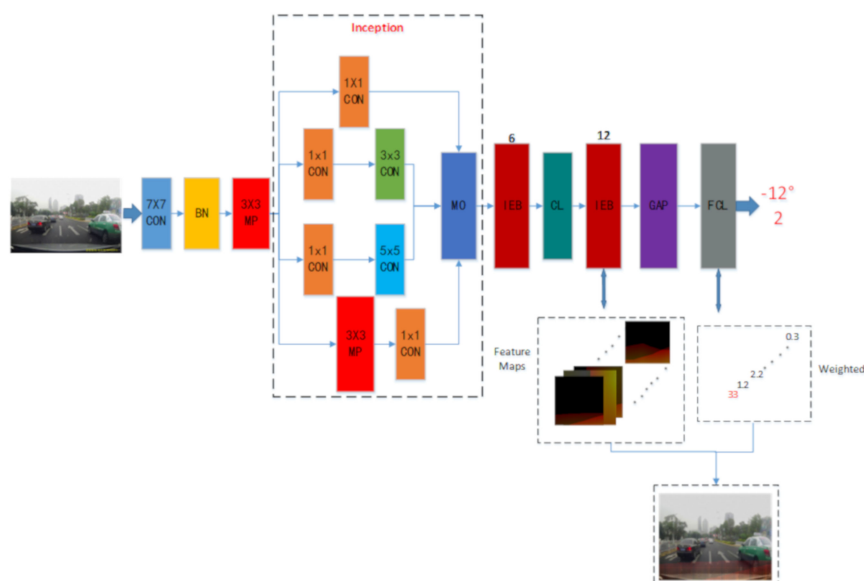 Inception
1X1
CON
1x1
CON
3x3
CON
7X7
CON
BN
3X3
MP
1x1
CON
5x5
CON
3X3
MP
1x1
CON
MO
6
IEB
CL
12
IEB
GAP
FCL
-12°
2
Feature
Maps
0.3
2.2
1.2
33
Weighted